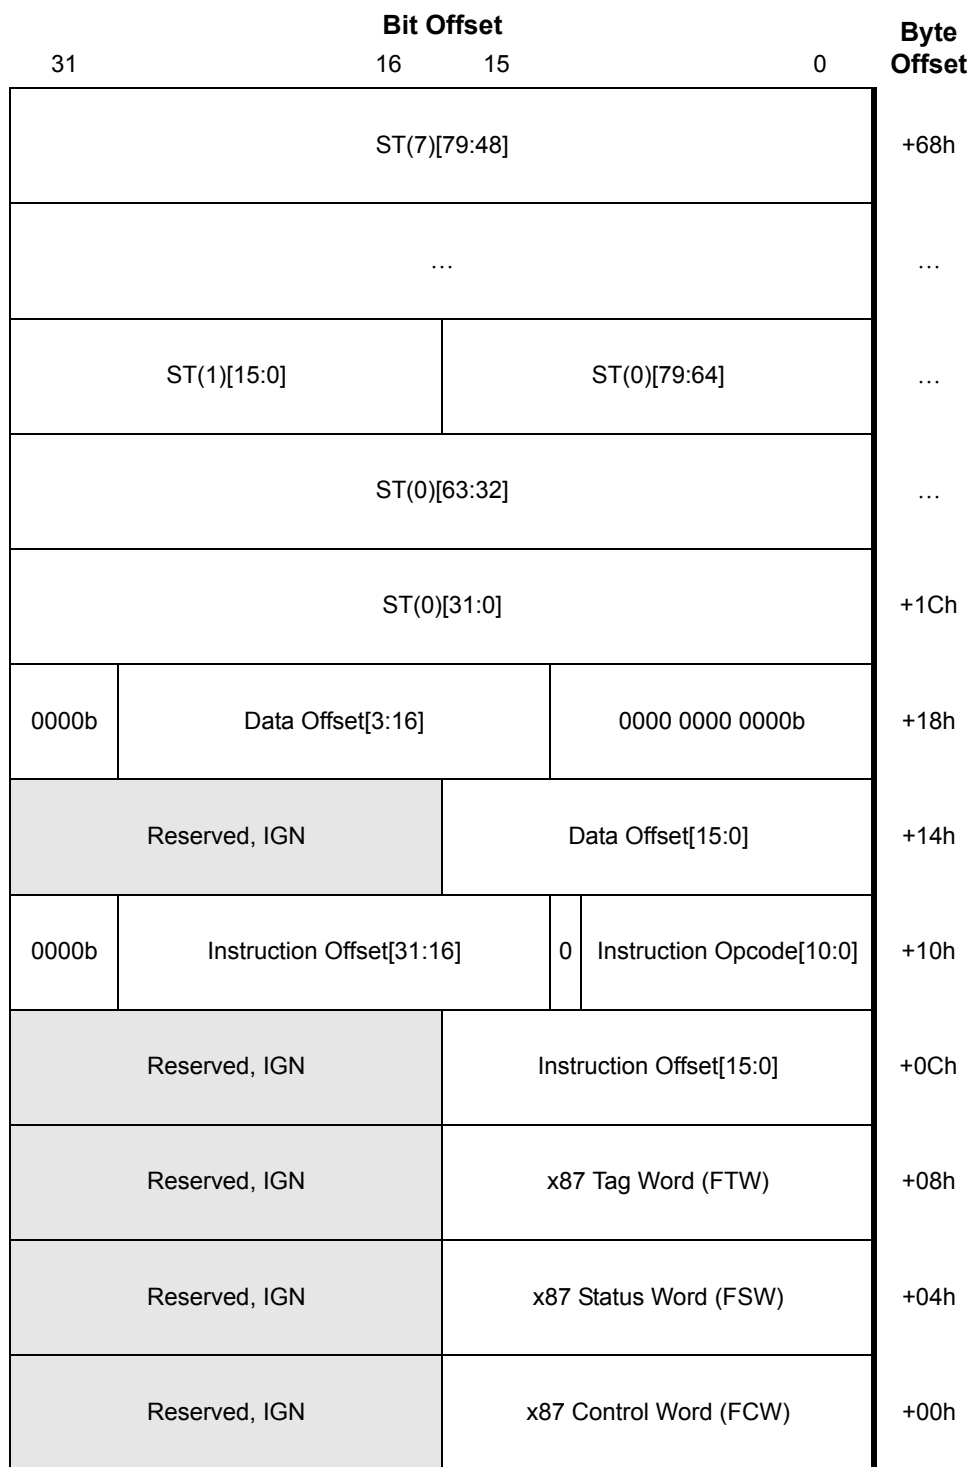 Bit Offset
Byte Offset
31 16 15 0
ST(7)[79:48] +68h
… …
ST(1)[15:0] ST(0)[79:64] …
ST(0)[63:32] …
ST(0)[31:0] +1Ch
0000b Data Offset[3:16] 0000 0000 0000b +18h
Reserved, IGN Data Offset[15:0] +14h
0000b Instruction Offset[31:16] 0 Instruction Opcode[10:0] +10h
Reserved, IGN Instruction Offset[15:0] +0Ch
Reserved, IGN x87 Tag Word (FTW) +08h
Reserved, IGN x87 Status Word (FSW) +04h
Reserved, IGN x87 Control Word (FCW) +00h